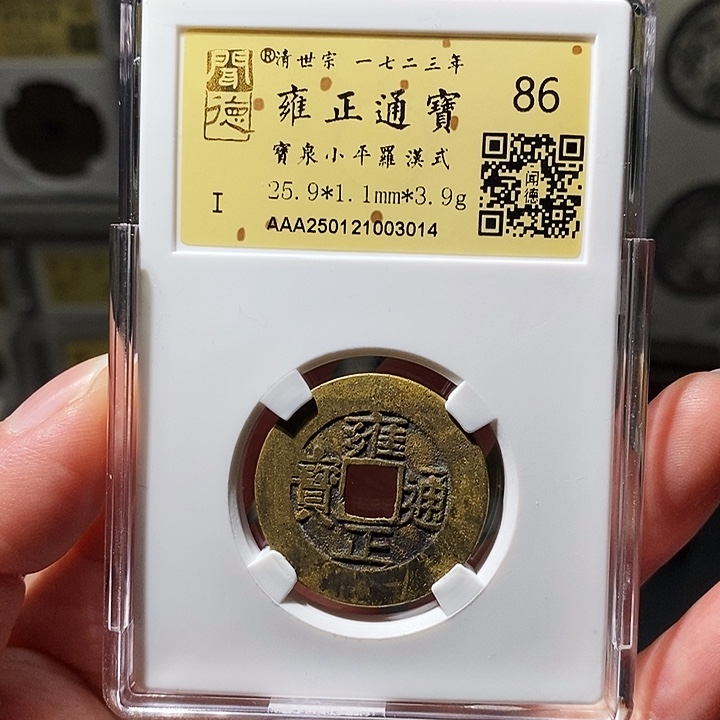 聞德
®清世宗 一七二三年
雍正通寶
86
寶泉小平羅漢式
I
25.9*1.1mm*3.9g
AAA250121003014
闻德
雍正通寶